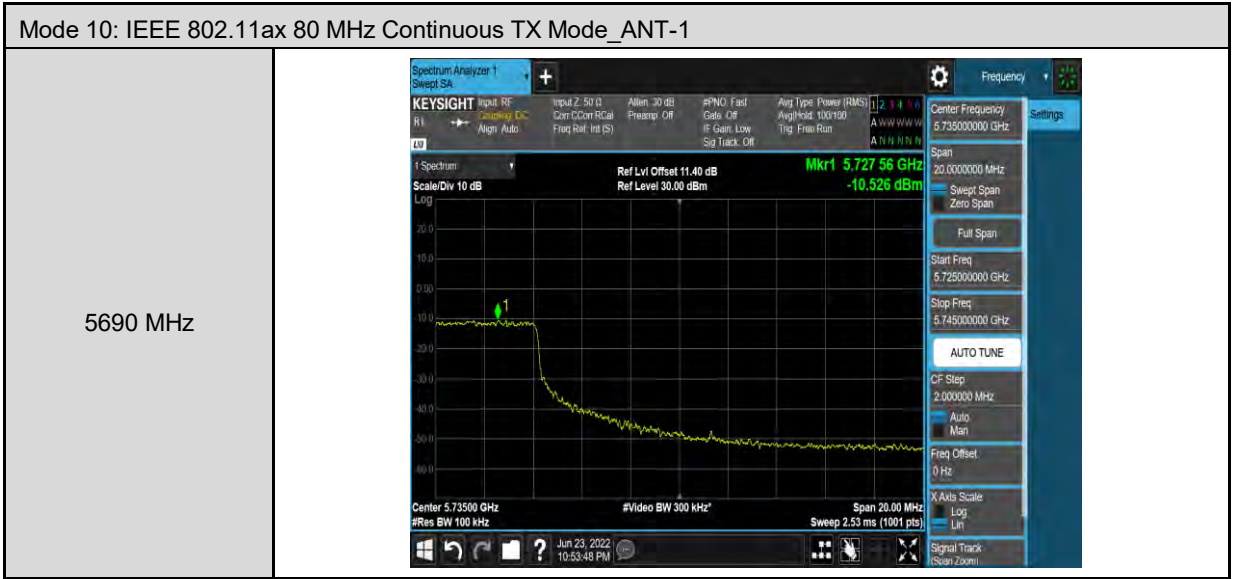 Mode 10: IEEE 802.11ax 80 MHz Continuous TX Mode_ANT-1
5690 MHz
Spectrum Analyzer 1
Swept SA
+
Frequency
KEYSIGHT
Input: RF
Coupling: DC
Align: Auto
Input Z: 50 Ω
Corr CCorr RCal
Freq Ref: Int (S)
Atten: 30 dB
Preamp: Off
#PNO: Fast
Gate: Off
IF Gain: Low
Sig Track: Off
Avg Type: Power (RMS)
Avg|Hold: 100/100
Trig: Free Run
1 2 3 4 5 6
A W W W W W
A N N N N N
LXI
1 Spectrum
Scale/Div 10 dB
Log
Ref Lvl Offset 11.40 dB
Ref Level 30.00 dBm
Mkr1 5.727 56 GHz
-10.526 dBm
20.0
10.0
0.00
-10.0
-20.0
-30.0
-40.0
-50.0
-60.0
1
Center 5.73500 GHz
#Res BW 100 kHz
#Video BW 300 kHz*
Span 20.00 MHz
Sweep 2.53 ms (1001 pts)
?
Jun 23, 2022
10:53:48 PM
Center Frequency
5.735000000 GHz
Settings
Span
20.0000000 MHz
Swept Span
Zero Span
Full Span
Start Freq
5.725000000 GHz
Stop Freq
5.745000000 GHz
AUTO TUNE
CF Step
2.000000 MHz
Auto
Man
Freq Offset
0 Hz
X Axis Scale
Log
Lin
Signal Track
(Span Zoom)